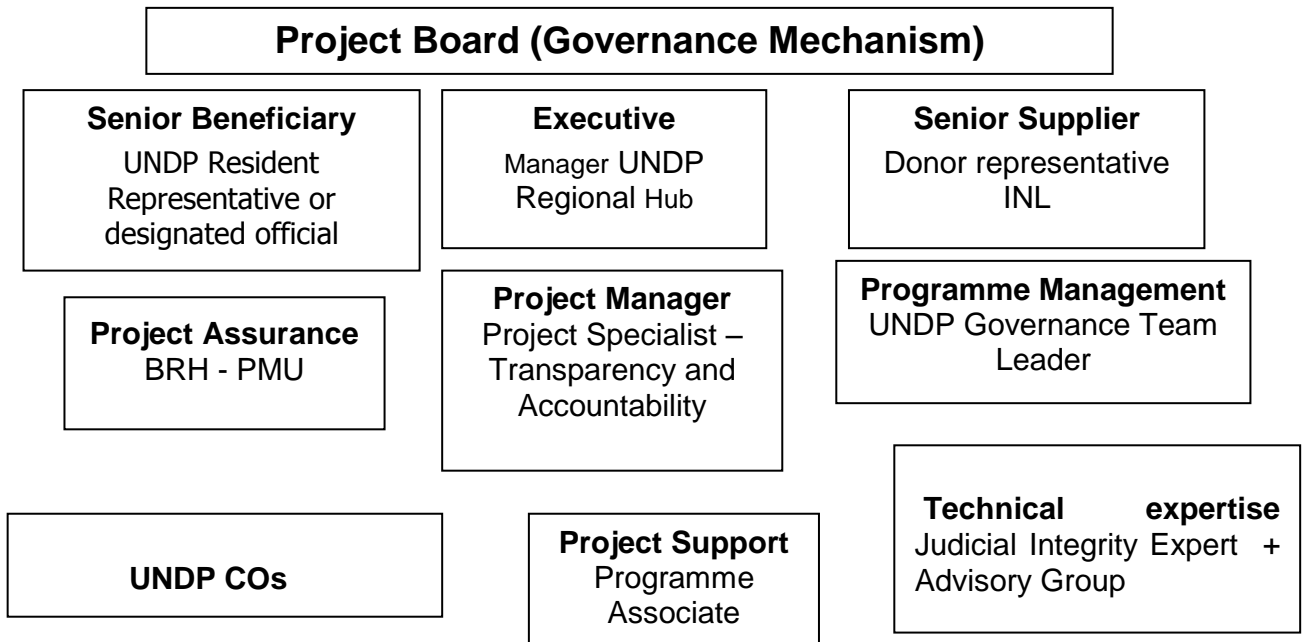 Project Board (Governance Mechanism)
Senior Beneficiary
UNDP Resident
Representative or
designated official
Executive
Manager UNDP
Regional Hub
Senior Supplier
Donor representative
INL
Project Assurance
BRH - PMU
Project Manager
Project Specialist –
Transparency and
Accountability
Programme Management
UNDP Governance Team
Leader
UNDP COs
Project Support
Programme
Associate
Technical expertise
Judicial Integrity Expert +
Advisory Group